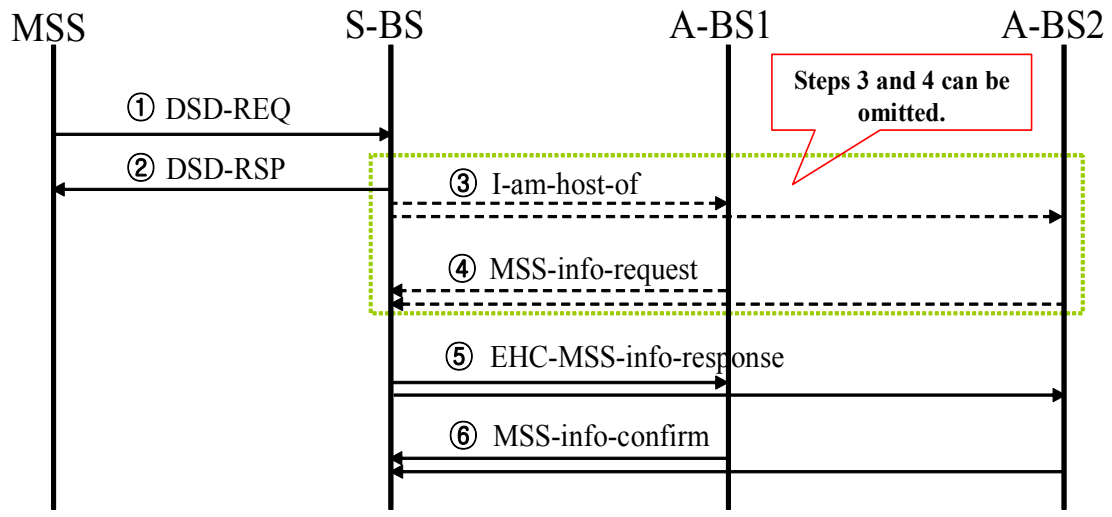 MSS S-BS A-BS1 A-BS2
Steps 3 and 4 can be
omitted.
① DSD-REQ
② DSD-RSP
③ I-am-host-of
④ MSS-info-request
⑤ EHC-MSS-info-response
⑥ MSS-info-confirm